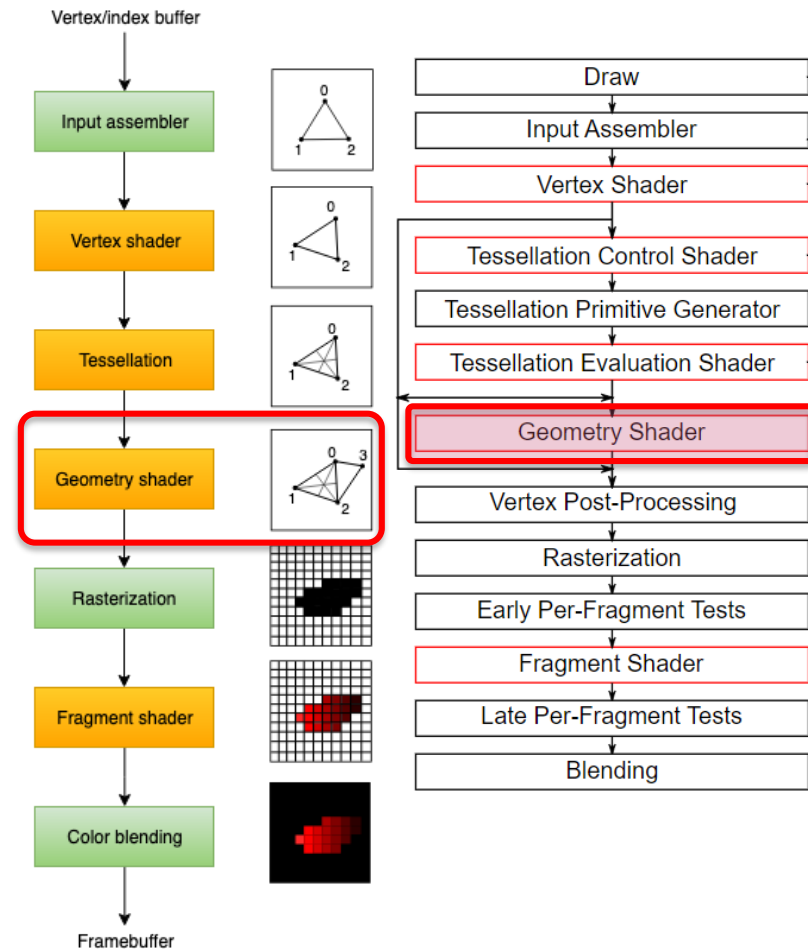 Vertex/index buffer
Input assembler
0
1
2
Vertex shader
0
1
2
Tessellation
0
1
2
Geometry shader
0
3
1
2
Rasterization
Fragment shader
Color blending
Framebuffer
Draw
Input Assembler
Vertex Shader
Tessellation Control Shader
Tessellation Primitive Generator
Tessellation Evaluation Shader
Geometry Shader
Vertex Post-Processing
Rasterization
Early Per-Fragment Tests
Fragment Shader
Late Per-Fragment Tests
Blending